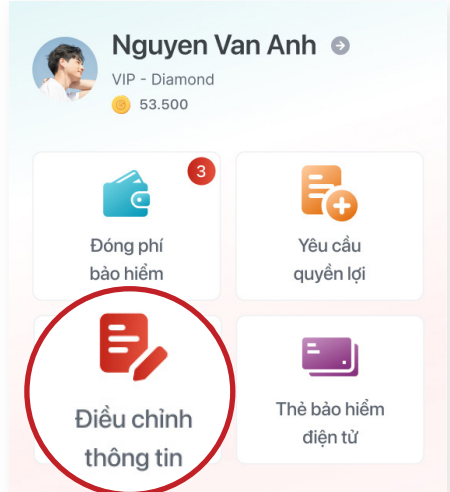 Nguyen Van Anh
VIP - Diamond
53.500
3
Đóng phí
bảo hiểm
Yêu cầu
quyền lợi
Điều chỉnh
thông tin
Thẻ bảo hiểm
điện tử